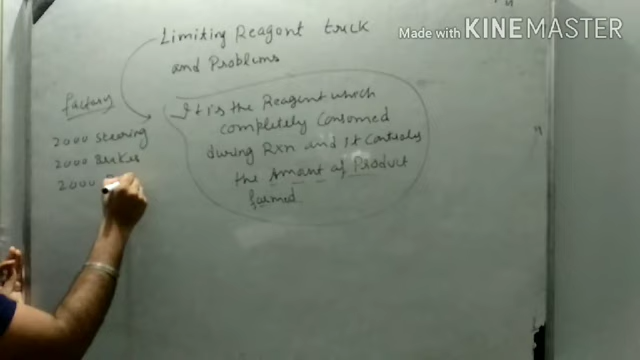 Made with KINEMASTER
Limiting Reagent trick
and Problems
factory
2000 steering
2000
2000
It is the Reagent which
completely Consumed
during Rxn and it Controls
the Amount of Product
formed